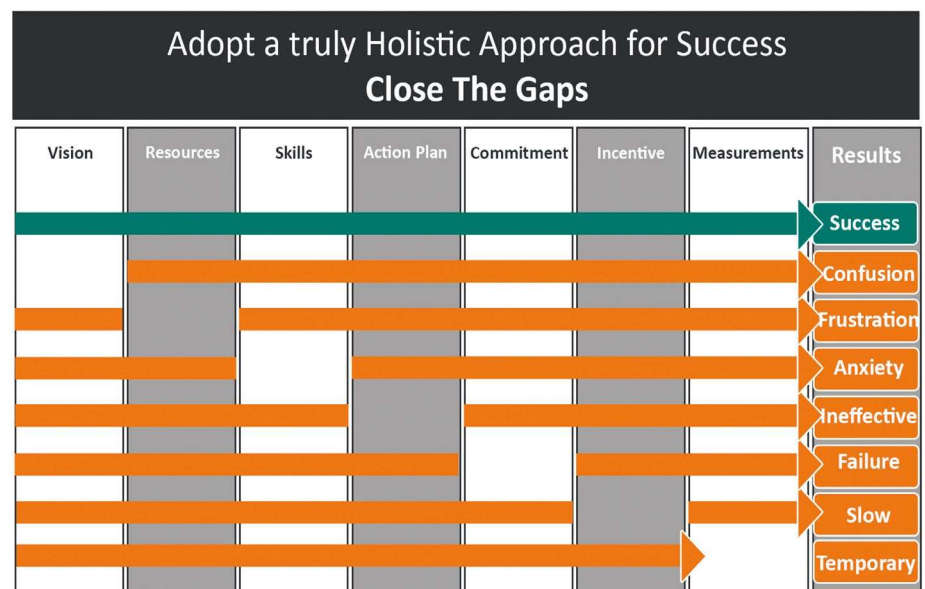 Adopt a truly Holistic Approach for Success
Close The Gaps
Vision Resources Skills Action Plan Commitment Incentive Measurements Results
Success
Confusion
Frustration
Anxiety
Ineffective
Failure
Slow
Temporary